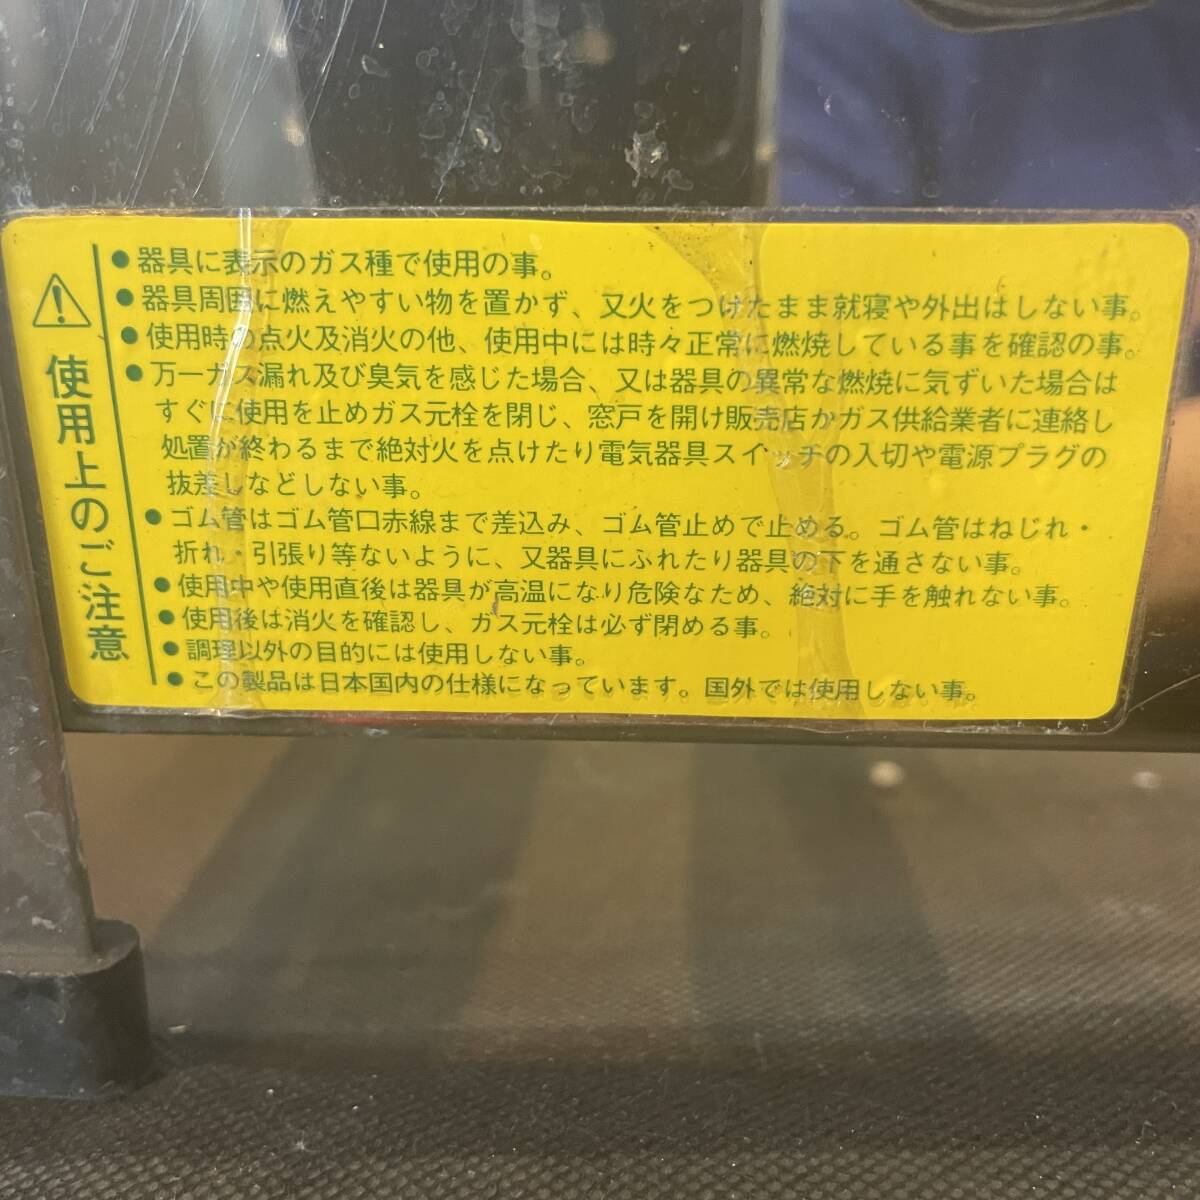 ⚠使用上のご注意
●器具に表示のガス種で使用の事。
●器具周囲に燃えやすい物を置かず、又火をつけたまま就寝や外出はしない事。
●使用時の点火及消火の他、使用中には時々正常に燃焼している事を確認の事。
●万一ガス漏れ及び臭気を感じた場合、又は器具の異常な燃焼に気ずいた場合は
すぐに使用を止めガス元栓を閉じ、窓戸を開け販売店かガス供給業者に連絡し
処置が終わるまで絶対火を点けたり電気器具スイッチの入切や電源プラグの
抜差しなどしない事。
●ゴム管はゴム管口赤線まで差込み、ゴム管止めで止める。ゴム管はねじれ・
折れ・引張り等ないように、又器具にふれたり器具の下を通さない事。
●使用中や使用直後は器具が高温になり危険なため、絶対に手を触れない事。
●使用後は消火を確認し、ガス元栓は必ず閉める事。
●調理以外の目的には使用しない事。
●この製品は日本国内の仕様になっています。国外では使用しない事。